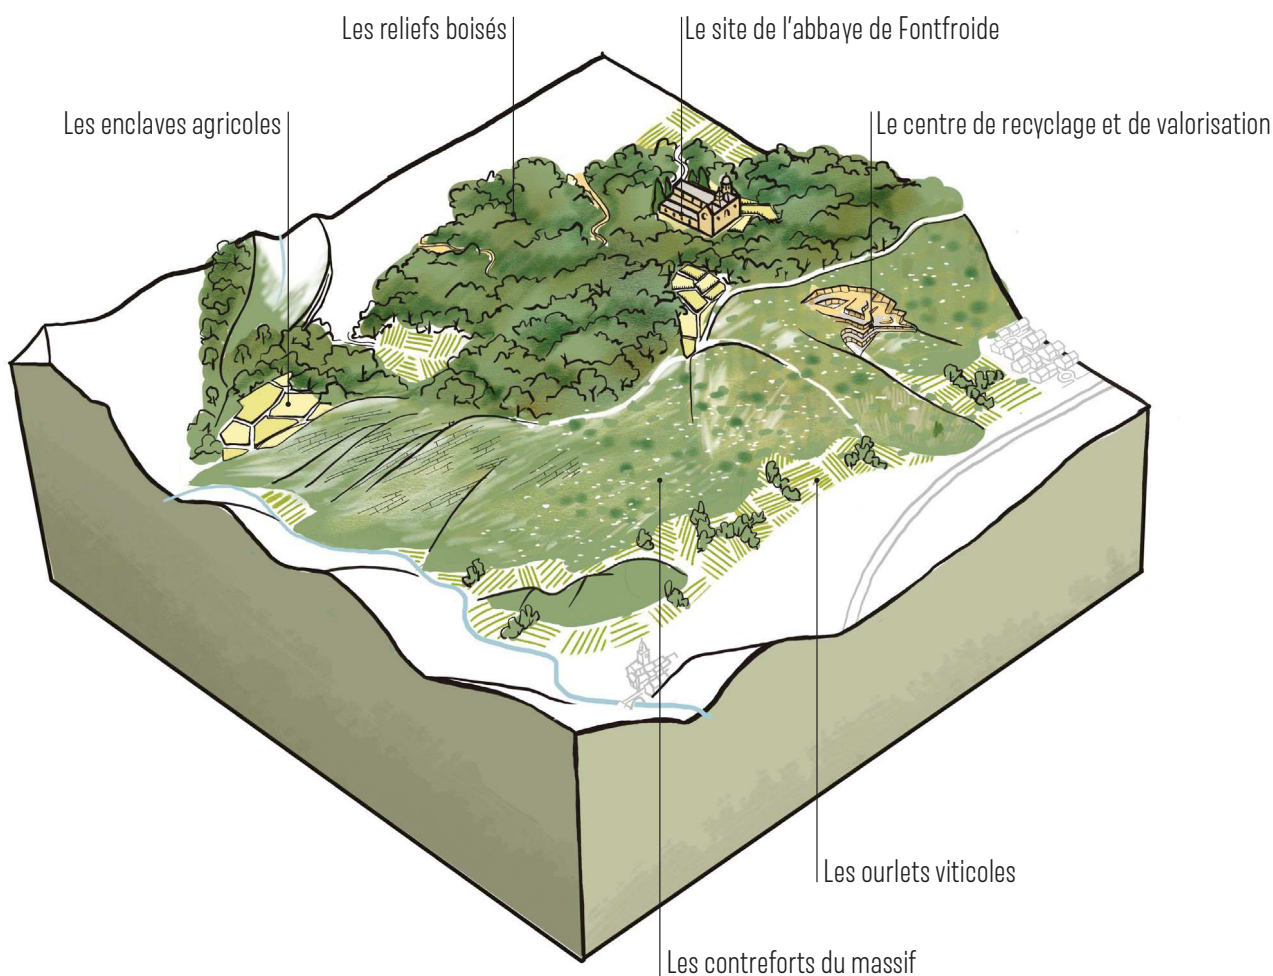 Les reliefs boisés
Le site de l'abbaye de Fontfroide
Les enclaves agricoles
Le centre de recyclage et de valorisation
Les ourlets viticoles
Les contreforts du massif